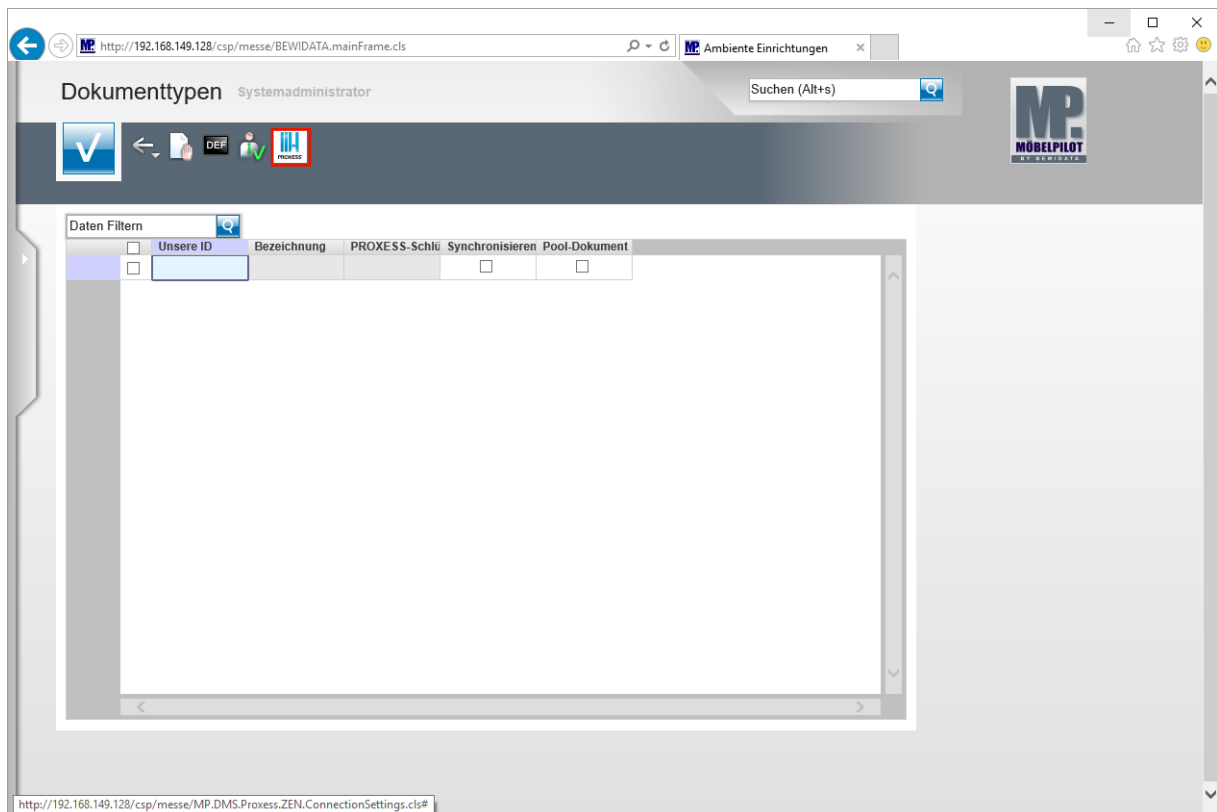 http://192.168.149.128/csp/messe/BEWIDATA.mainFrame.cls
MP. Ambiente Einrichtungen
Dokumenttypen Systemadministrator
Suchen (Alt+s)
MP.
MÖBELPILOT
BY BEWIDATA
DEF
PROXESS
Daten Filtern
Unsere ID Bezeichnung PROXESS-Schlü Synchronisieren Pool-Dokument
http://192.168.149.128/csp/messe/MP.DMS.Proxess.ZEN.ConnectionSettings.cls#